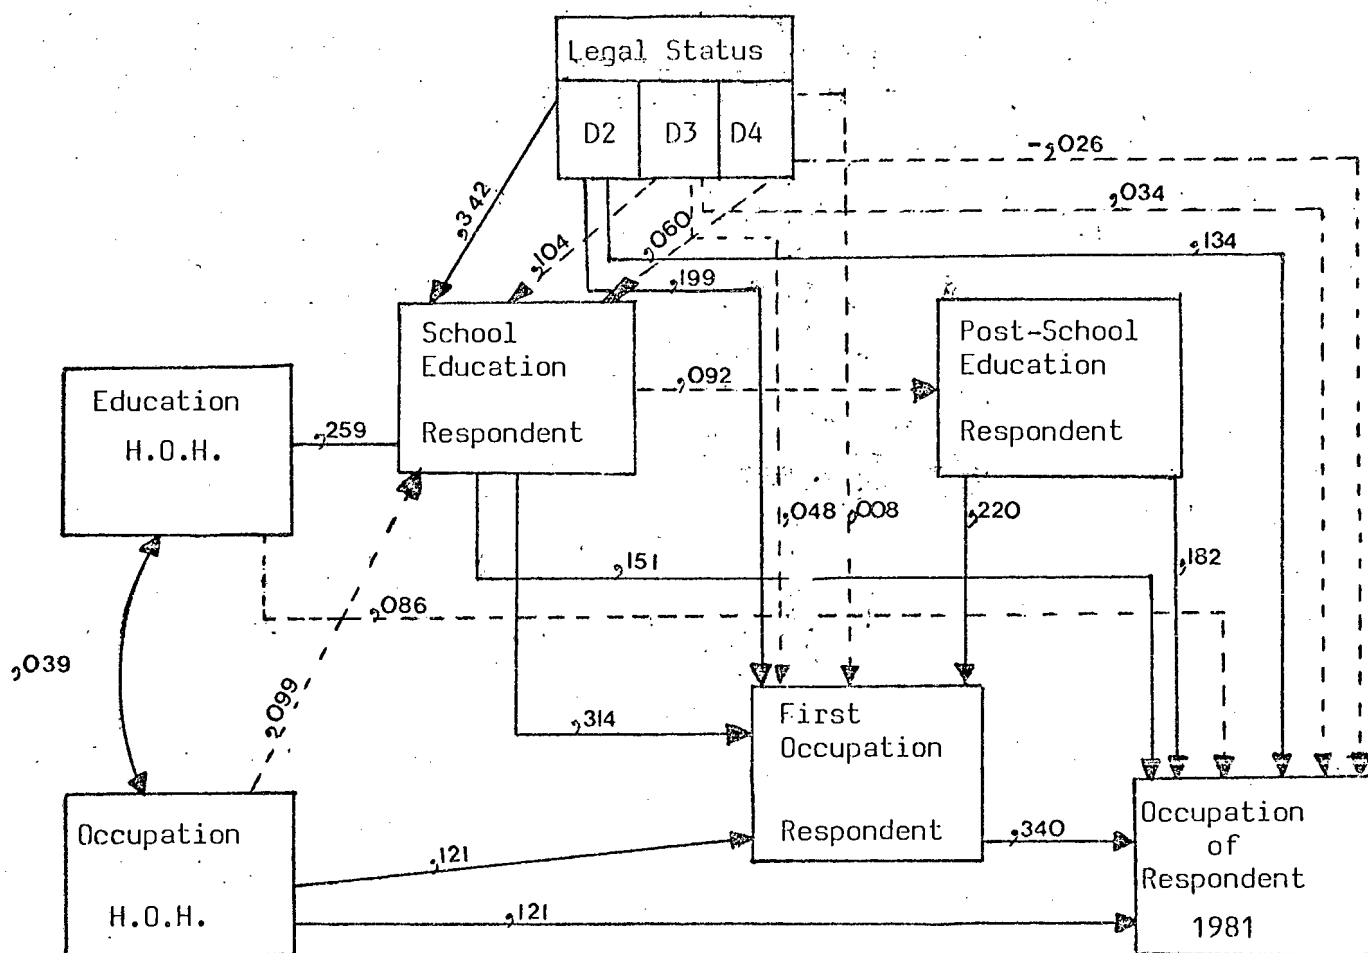 Legal Status
D2 D3 D4
-,026
,034
,134
,342
,104
,060
,199
School
Education
Respondent
Post-School
Education
Respondent
,092
Education
H.O.H.
,259
,048
,008
,220
,151
,182
,086
,039
,099
,314
First
Occupation
Respondent
,340
Occupation
H.O.H.
,121
,121
Occupation
of
Respondent
1981